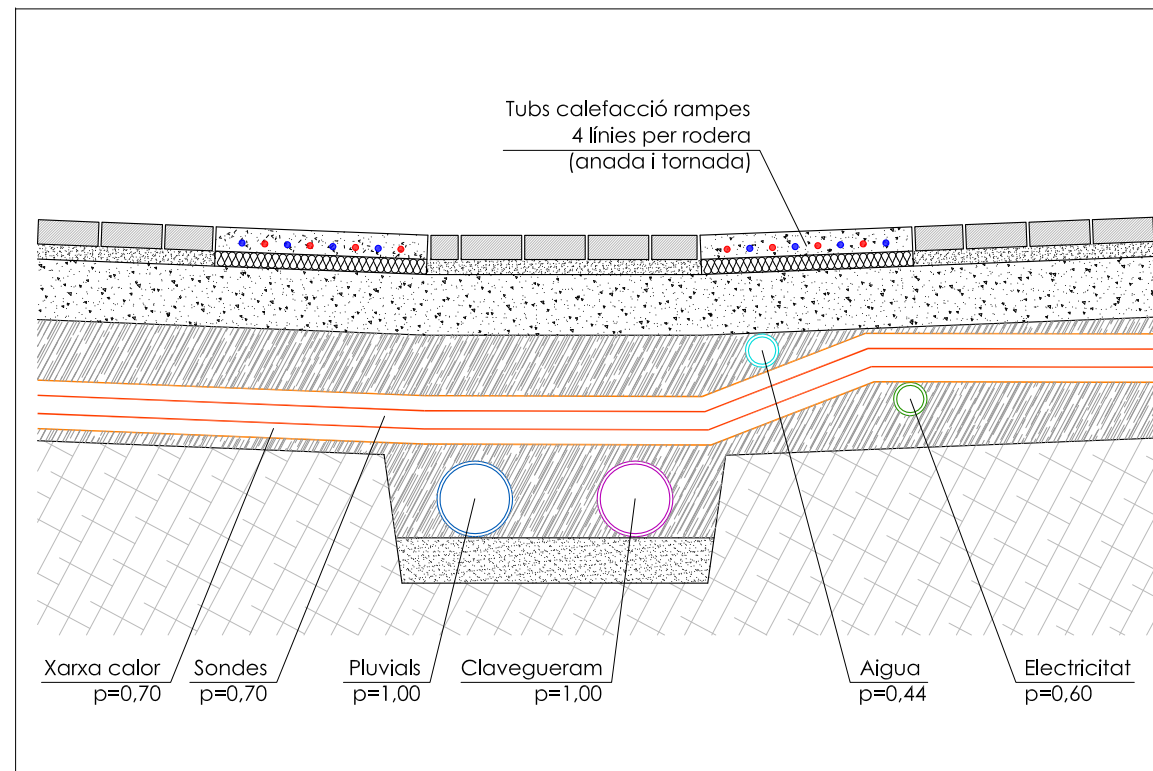 Tubs calefacció rampes
4 línies per rodera
(anada i tornada)
Xarxa calor
p=0,70
Sondes
p=0,70
Pluvials
p=1,00
Clavegueram
p=1,00
Aigua
p=0,44
Electricitat
p=0,60